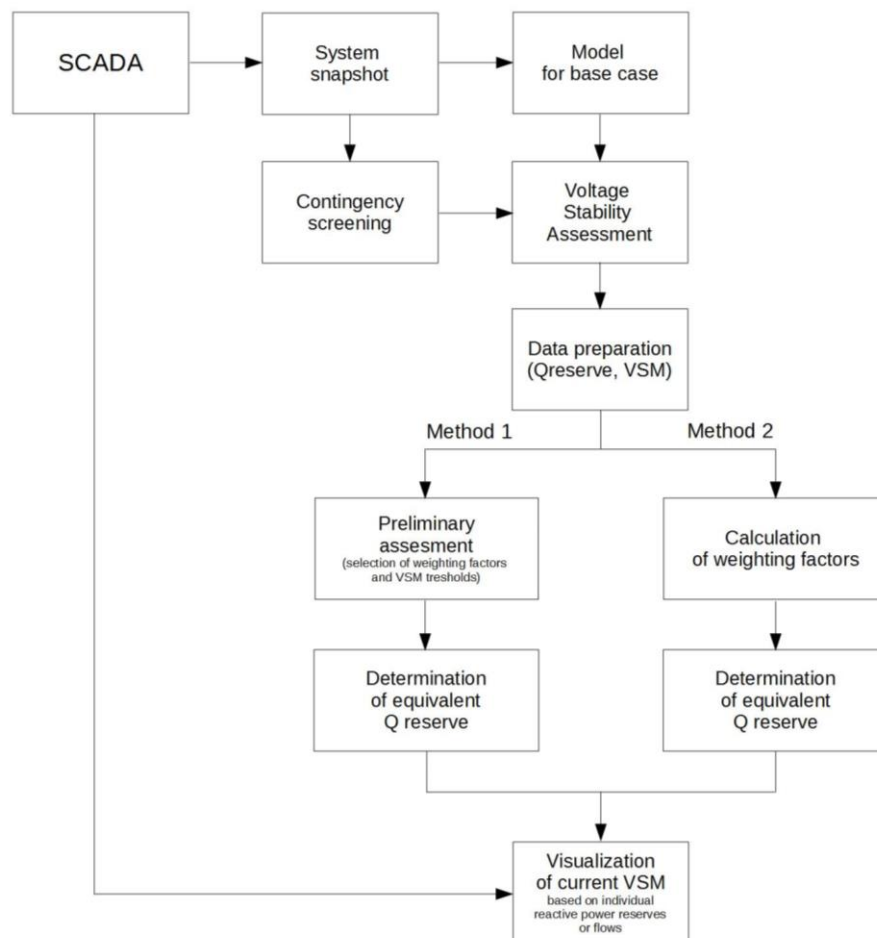 SCADA
System
snapshot
Model
for base case
Contingency
screening
Voltage
Stability
Assessment
Data preparation
(Qreserve, VSM)
Method 1
Method 2
Preliminary
assesment
(selection of weighting factors
and VSM tresholds)
Calculation
of weighting factors
Determination
of equivalent
Q reserve
Determination
of equivalent
Q reserve
Visualization
of current VSM
based on individual
reactive power reserves
or flows